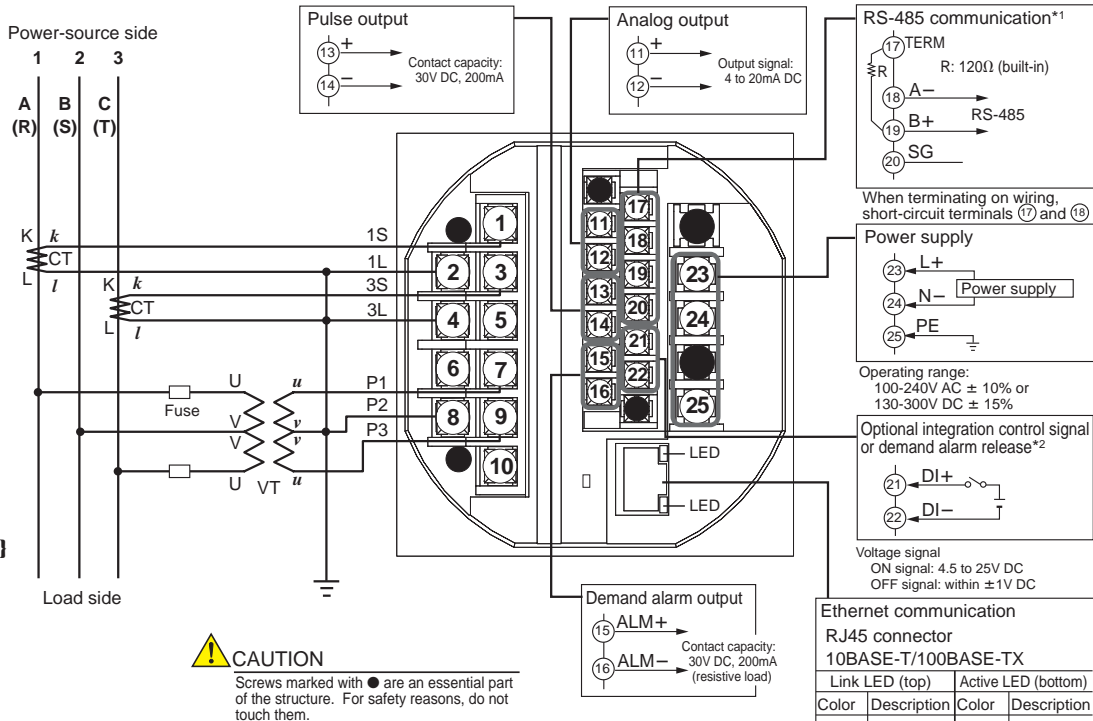 Power-source side
1 2 3
A B C
(R) (S) (T)
K k
CT
L l
K k
CT
L l
1S
1L
3S
3L
U u
Fuse
V v
V v
U u
VT
P1
P2
P3
}
Load side
Pulse output
13 +
14 −
Contact capacity:
30V DC, 200mA
Analog output
11 +
12 −
Output signal:
4 to 20mA DC
RS-485 communication*1
17 TERM
R
R: 120Ω (built-in)
18 A−
19 B+
RS-485
20 SG
When terminating on wiring,
short-circuit terminals ⑰ and ⑱
Power supply
23 L+
24 N−
Power supply
25 PE
Operating range:
100-240V AC ± 10% or
130-300V DC ± 15%
Optional integration control signal
or demand alarm release*2
21 DI+
22 DI−
Voltage signal
ON signal: 4.5 to 25V DC
OFF signal: within ±1V DC
1
2 3
4 5
6 7
8 9
10
11 17
12 18
13 19
14 20
15 21
16 22
23
24
25
LED
LED
Demand alarm output
15 ALM+
16 ALM−
Contact capacity:
30V DC, 200mA
(resistive load)
Ethernet communication
RJ45 connector
10BASE-T/100BASE-TX
Link LED (top) Active LED (bottom)
Color Description Color Description
! CAUTION
Screws marked with ● are an essential part
of the structure. For safety reasons, do not
touch them.